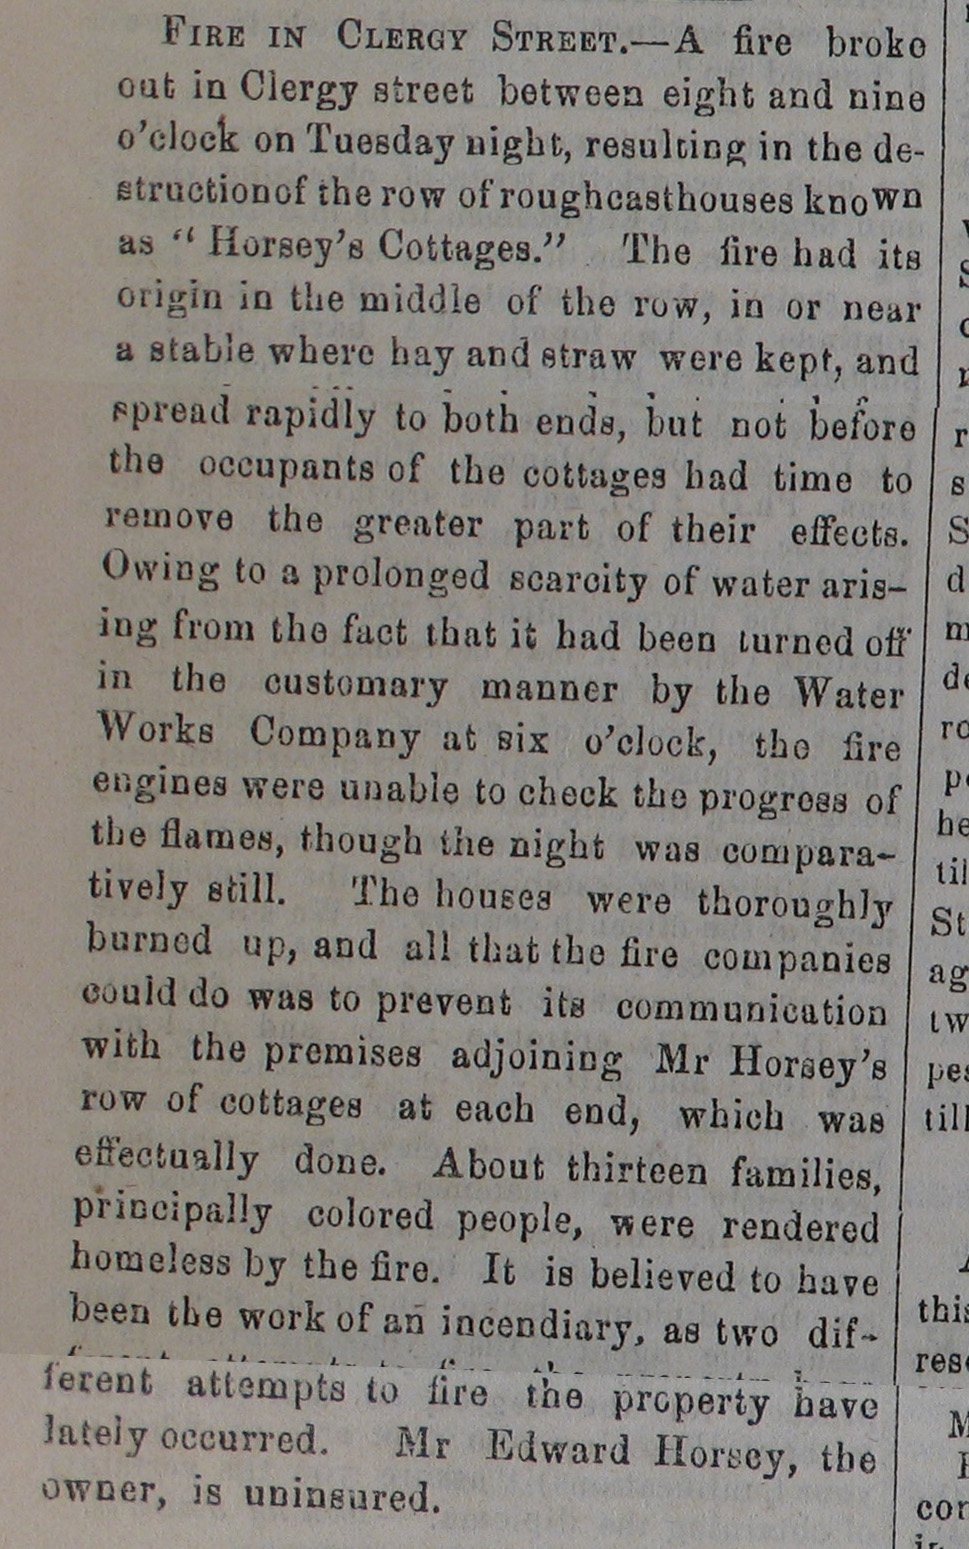 FIRE IN CLERGY STREET.—A fire broke
out in Clergy street between eight and nine
o'clock on Tuesday night, resulting in the de-
structionof the row of roughcasthouses known
as " Horsey's Cottages." The fire had its
origin in the middle of the row, in or near
a stable where hay and straw were kept, and
spread rapidly to both ends, but not before
the occupants of the cottages had time to
remove the greater part of their effects.
Owing to a prolonged scarcity of water aris-
ing from the fact that it had been turned off
in the customary manner by the Water
Works Company at six o'clock, the fire
engines were unable to check the progress of
the flames, though the night was compara-
tively still. The houses were thoroughly
burned up, and all that the fire companies
could do was to prevent its communication
with the premises adjoining Mr Horsey's
row of cottages at each end, which was
effectually done. About thirteen families,
principally colored people, were rendered
homeless by the fire. It is believed to have
been the work of an incendiary, as two dif-
ferent attempts to fire the property have
lately occurred. Mr Edward Horsey, the
owner, is uninsured.